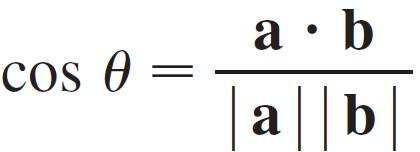 cos θ = a · b / |a| |b|